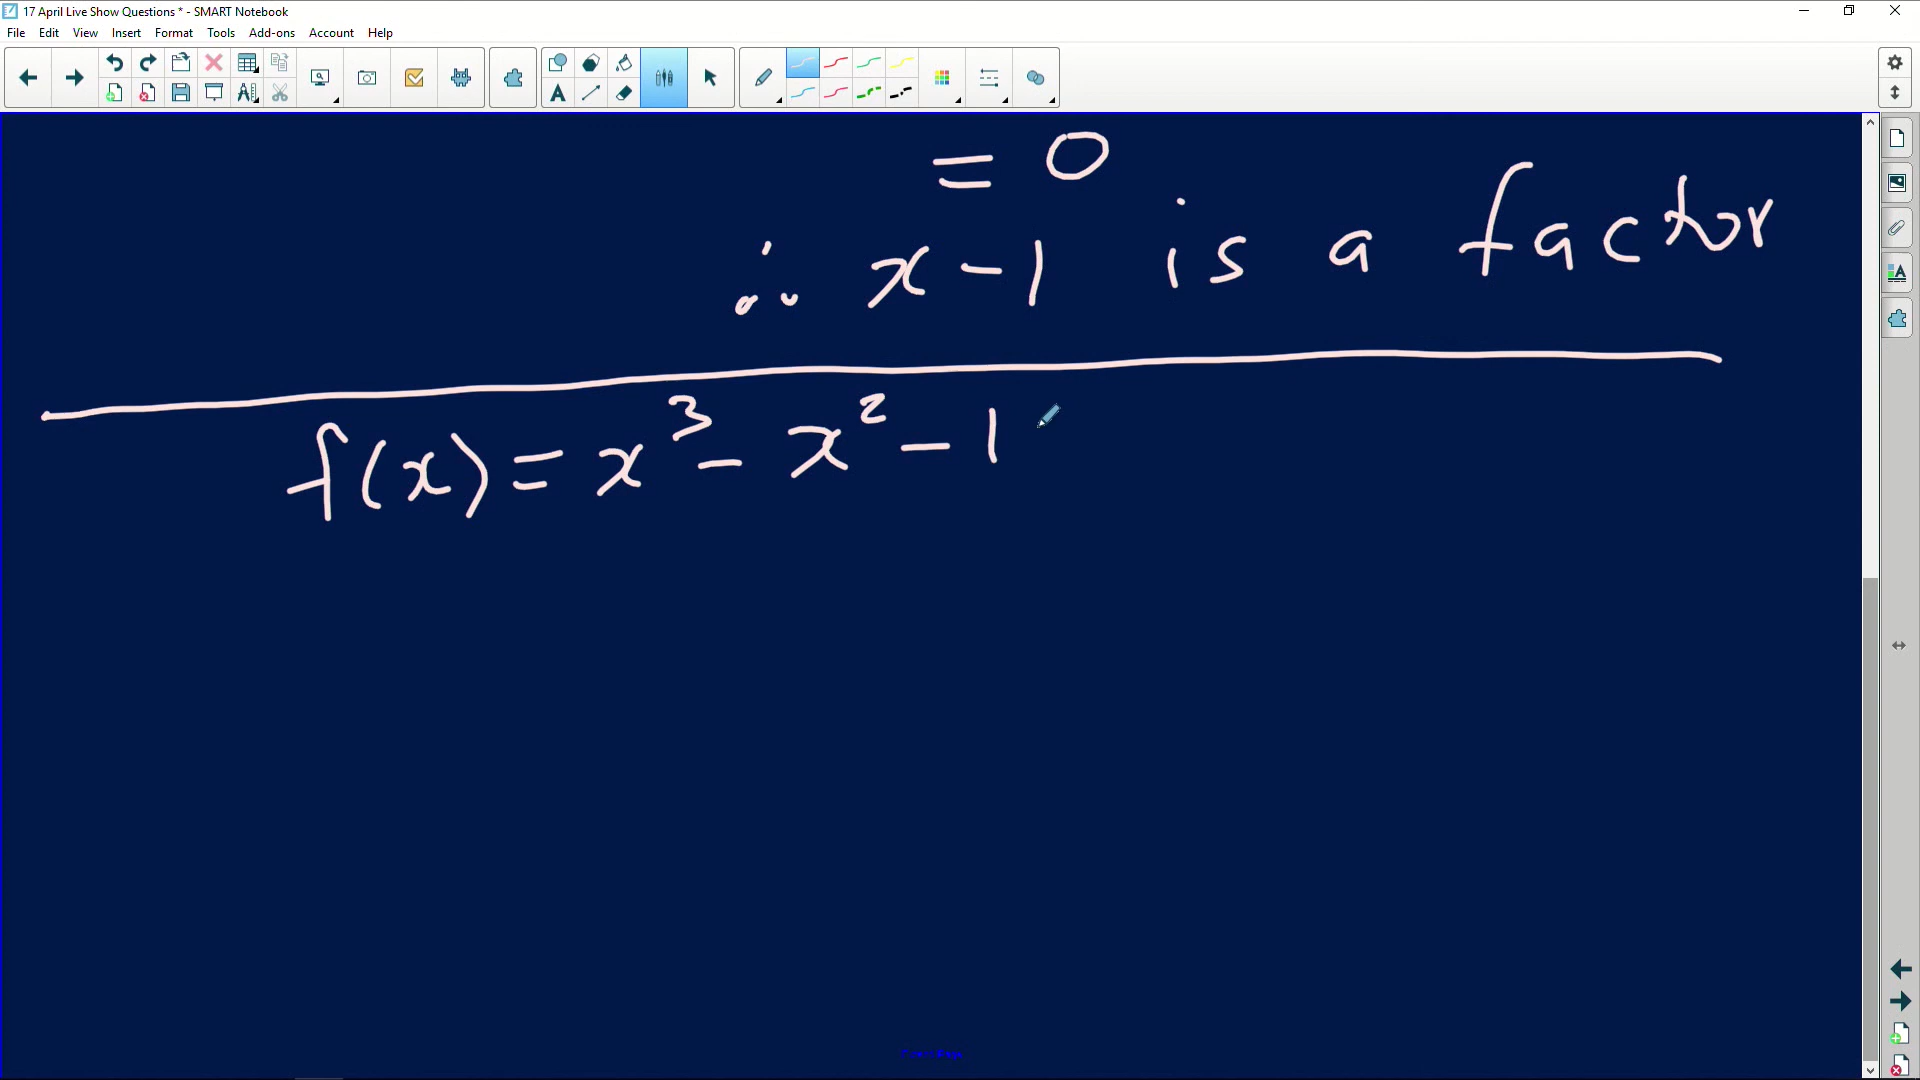 17 April Live Show Questions * - SMART Notebook
File Edit View Insert Format Tools Add-ons Account Help
= 0
∴ x - 1 is a factor
f(x) = x³ - x² - 1